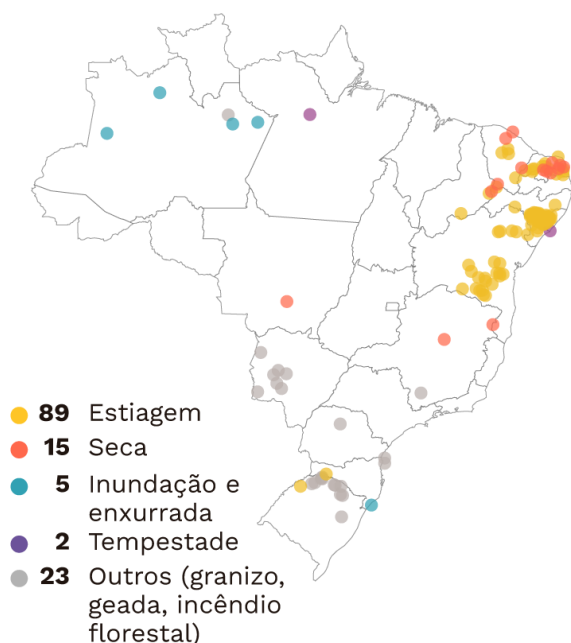 89 Estiagem
15 Seca
5 Inundação e
enxurrada
2 Tempestade
23 Outros (granizo,
geada, incêndio
florestal)